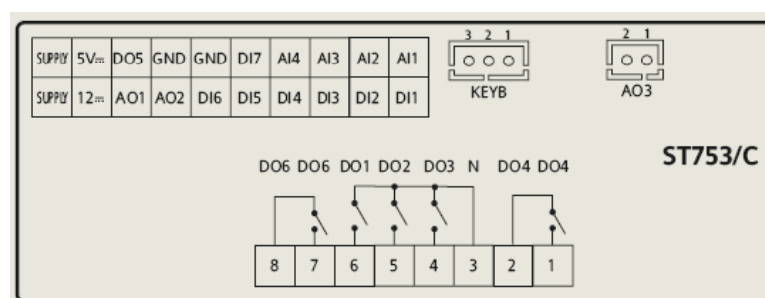 3 2 1
2 1
SUPPLY 5V⎓ DO5 GND GND DI7 AI4 AI3 AI2 AI1
SUPPLY 12⎓ AO1 AO2 DI6 DI5 DI4 DI3 DI2 DI1
KEYB
AO3
ST753/C
DO6 DO6 DO1 DO2 DO3 N DO4 DO4
8 7 6 5 4 3 2 1